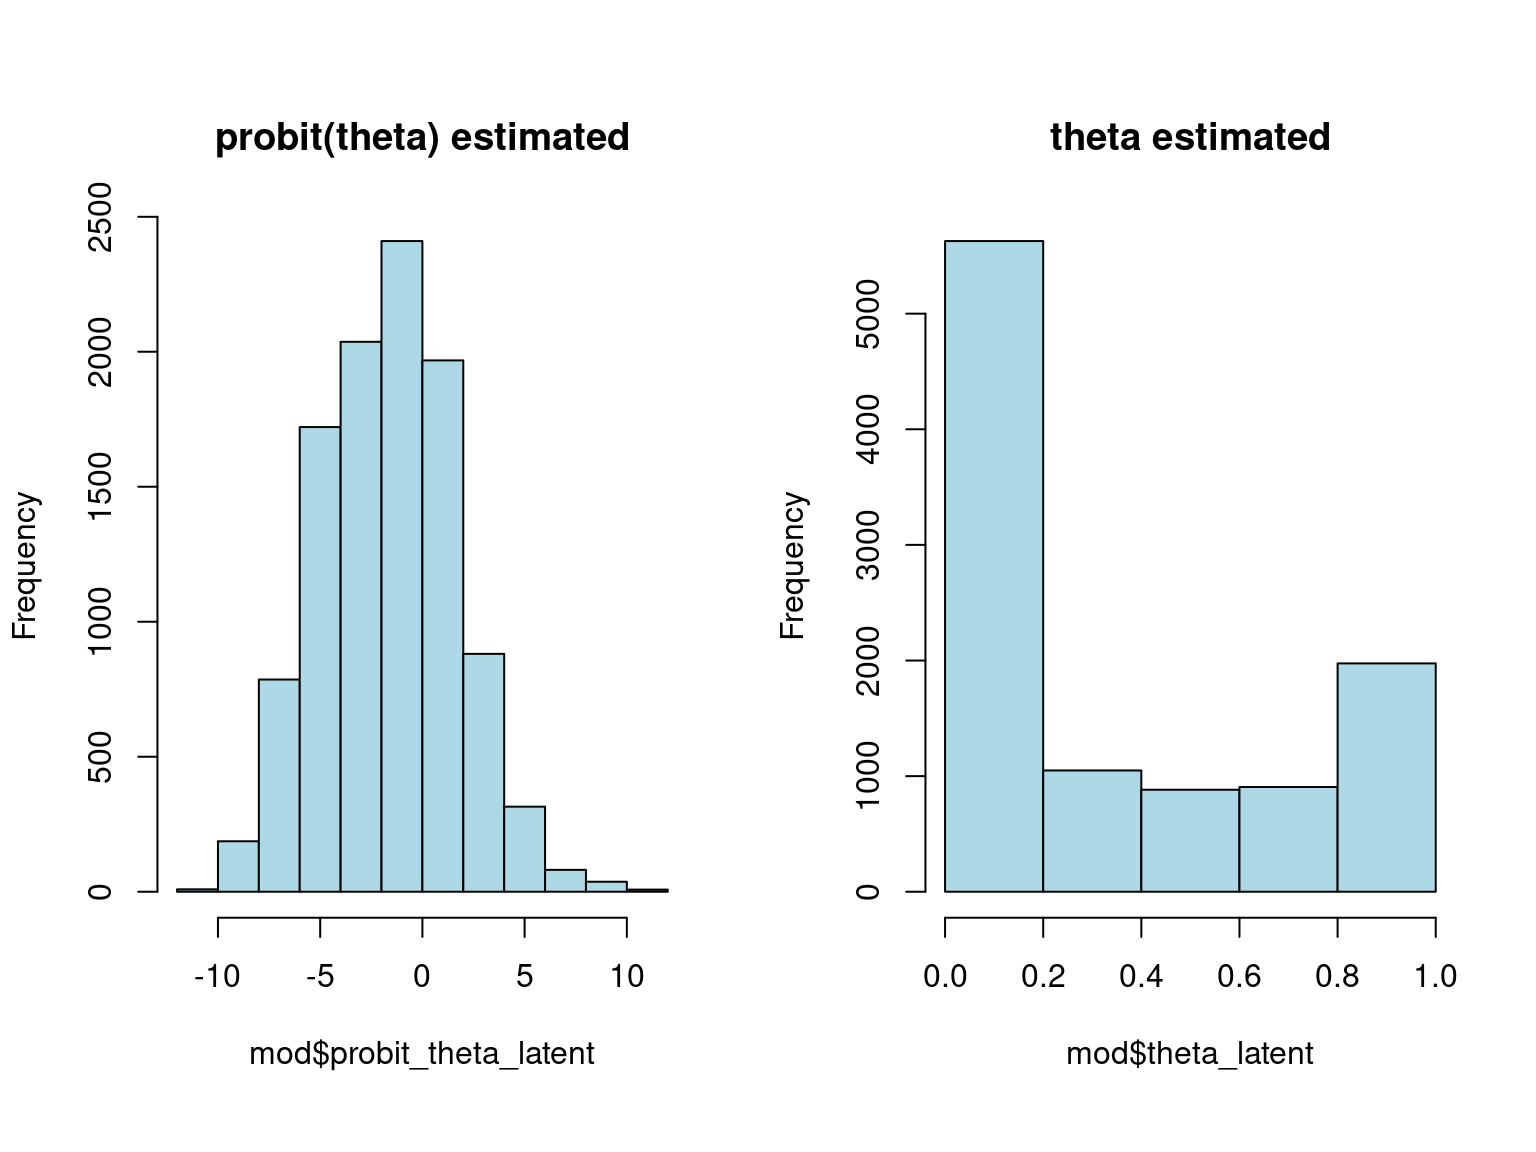 probit(theta) estimated
Frequency
2500
2000
1500
1000
500
0
-10 -5 0 5 10
mod$probit_theta_latent
theta estimated
Frequency
5000
4000
3000
2000
1000
0
0.0 0.2 0.4 0.6 0.8 1.0
mod$theta_latent